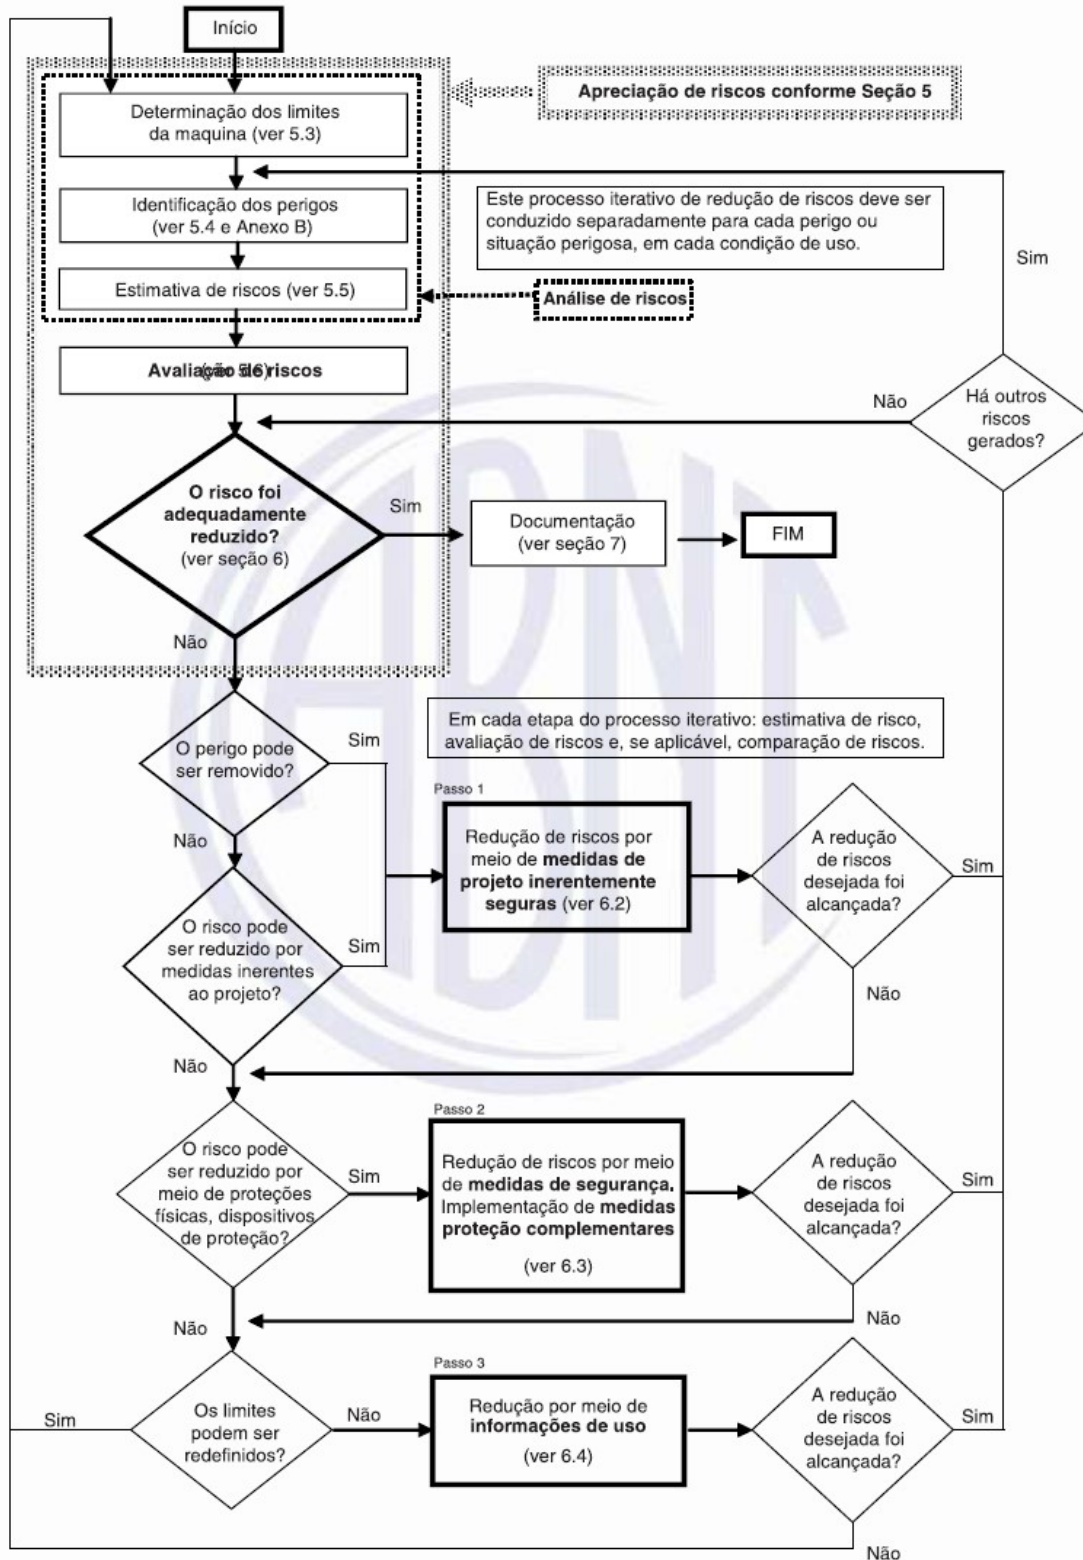 Início
Apreciação de riscos conforme Seção 5
Determinação dos limites
da maquina (ver 5.3)
Identificação dos perigos
(ver 5.4 e Anexo B)
Este processo iterativo de redução de riscos deve ser
conduzido separadamente para cada perigo ou
situação perigosa, em cada condição de uso.
Sim
Estimativa de riscos (ver 5.5)
Análise de riscos
Avaliação de riscos
(ver 5.6)
Não
Há outros
riscos
gerados?
O risco foi
adequadamente
reduzido?
(ver seção 6)
Sim
Documentação
(ver seção 7)
FIM
Não
ABNT
Em cada etapa do processo iterativo: estimativa de risco,
avaliação de riscos e, se aplicável, comparação de riscos.
O perigo pode
ser removido?
Sim
Não
Passo 1
Redução de riscos por
meio de medidas de
projeto inerentemente
seguras (ver 6.2)
A redução
de riscos
desejada foi
alcançada?
Sim
Não
O risco pode
ser reduzido por
medidas inerentes
ao projeto?
Sim
Não
Passo 2
O risco pode
ser reduzido por
meio de proteções
físicas, dispositivos
de proteção?
Sim
Redução de riscos por meio
de medidas de segurança.
Implementação de medidas
proteção complementares
(ver 6.3)
A redução
de riscos
desejada foi
alcançada?
Sim
Não
Não
Passo 3
Sim
Os limites
podem ser
redefinidos?
Não
Redução por meio de
informações de uso
(ver 6.4)
A redução
de riscos
desejada foi
alcançada?
Sim
Não